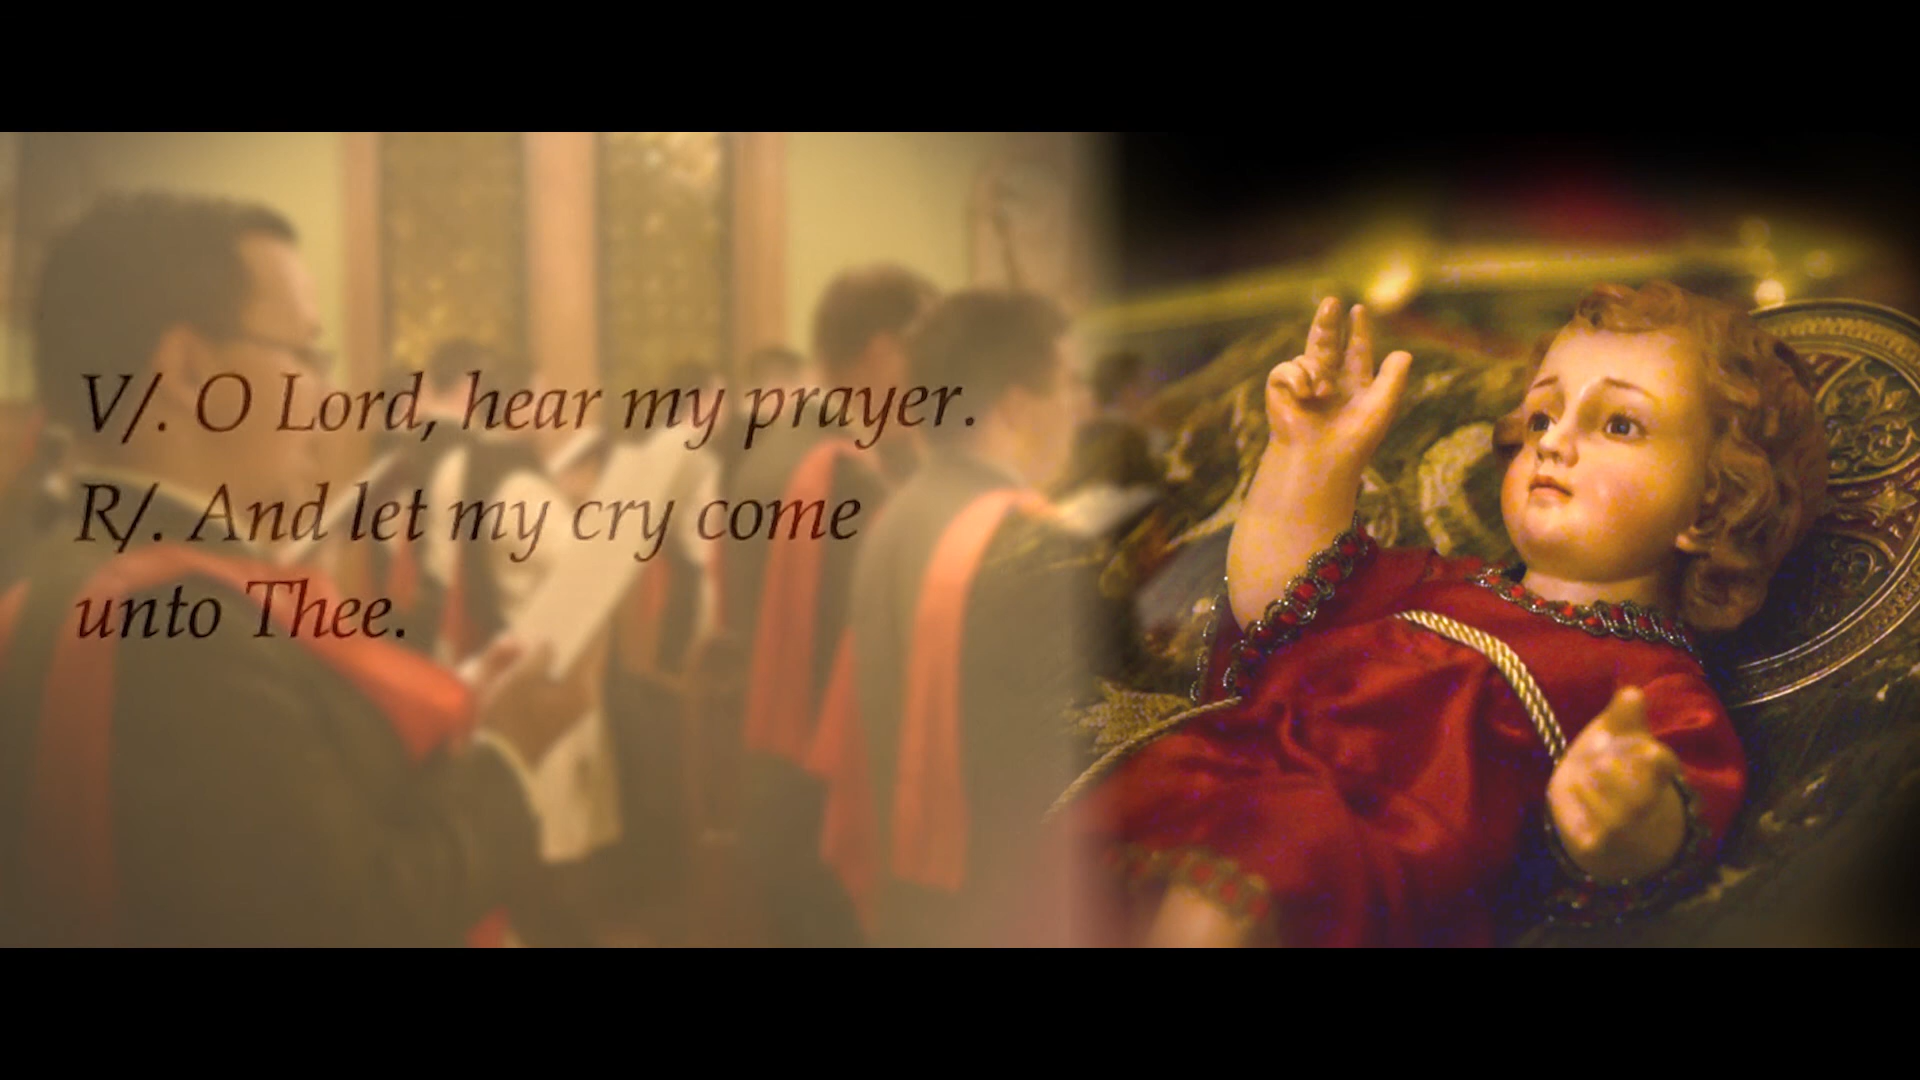 V/. O Lord, hear my prayer.
R/. And let my cry come
unto Thee.